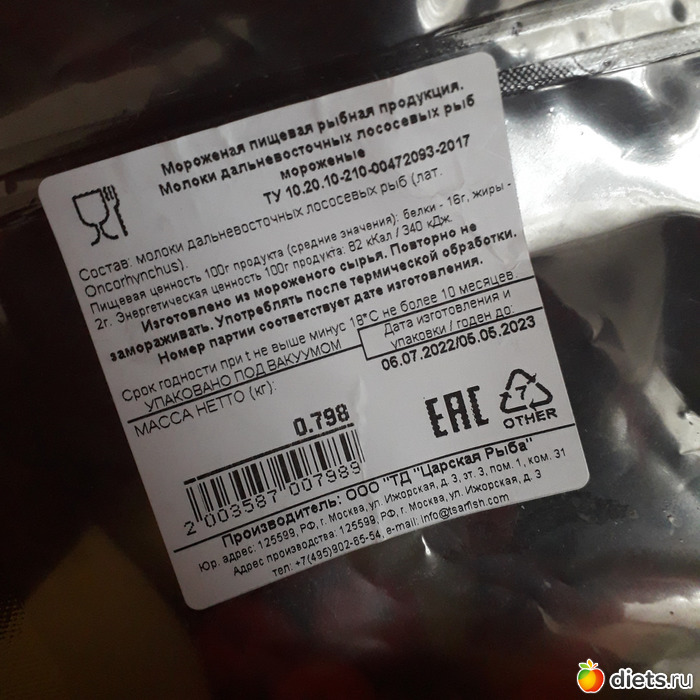 Мороженая пищевая рыбная продукция.
Молоки дальневосточных лососевых рыб
мороженые
ТУ 10.20.10-210-00472093-2017
Состав: молоки дальневосточных лососевых рыб (лат.
Oncorhynchus).
Пищевая ценность 100г продукта (средние значения): белки - 16г, жиры -
2г. Энергетическая ценность 100г продукта: 82 кКал / 340 кДж.
Изготовлено из мороженого сырья. Повторно не
замораживать. Употреблять после термической обработки.
Номер партии соответствует дате изготовления.
Срок годности при t не выше минус 18°С не более 10 месяцев
УПАКОВАНО ПОД ВАКУУМОМ
Дата изготовления и
упаковки / годен до:
06.07.2022/06.05.2023
МАССА НЕТТО (кг):
0.798
2 003587 007989
EAC
7
OTHER
Производитель: ООО "ТД "Царская Рыба"
Юр. адрес: 125599, РФ, г. Москва, ул. Ижорская, д. 3, эт. 3, пом. 1, ком. 31
Адрес производства: 125599, РФ, г. Москва, ул. Ижорская, д. 3
тел: +7(495)902-85-54, e-mail: info@tsarfish.com
diets.ru